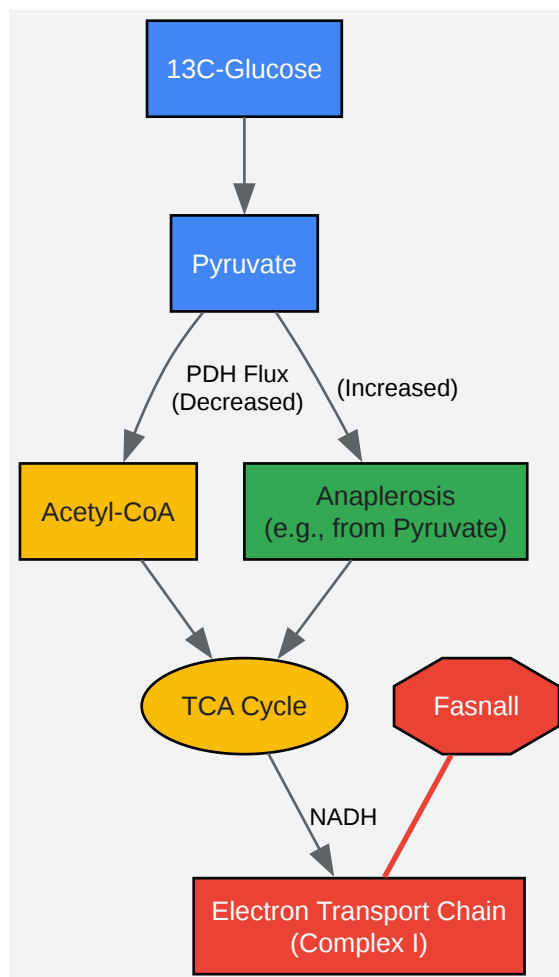 13C-Glucose
Pyruvate
PDH Flux
(Decreased)
(Increased)
Acetyl-CoA
Anaplerosis
(e.g., from Pyruvate)
TCA Cycle
Fasnall
NADH
Electron Transport Chain
(Complex I)